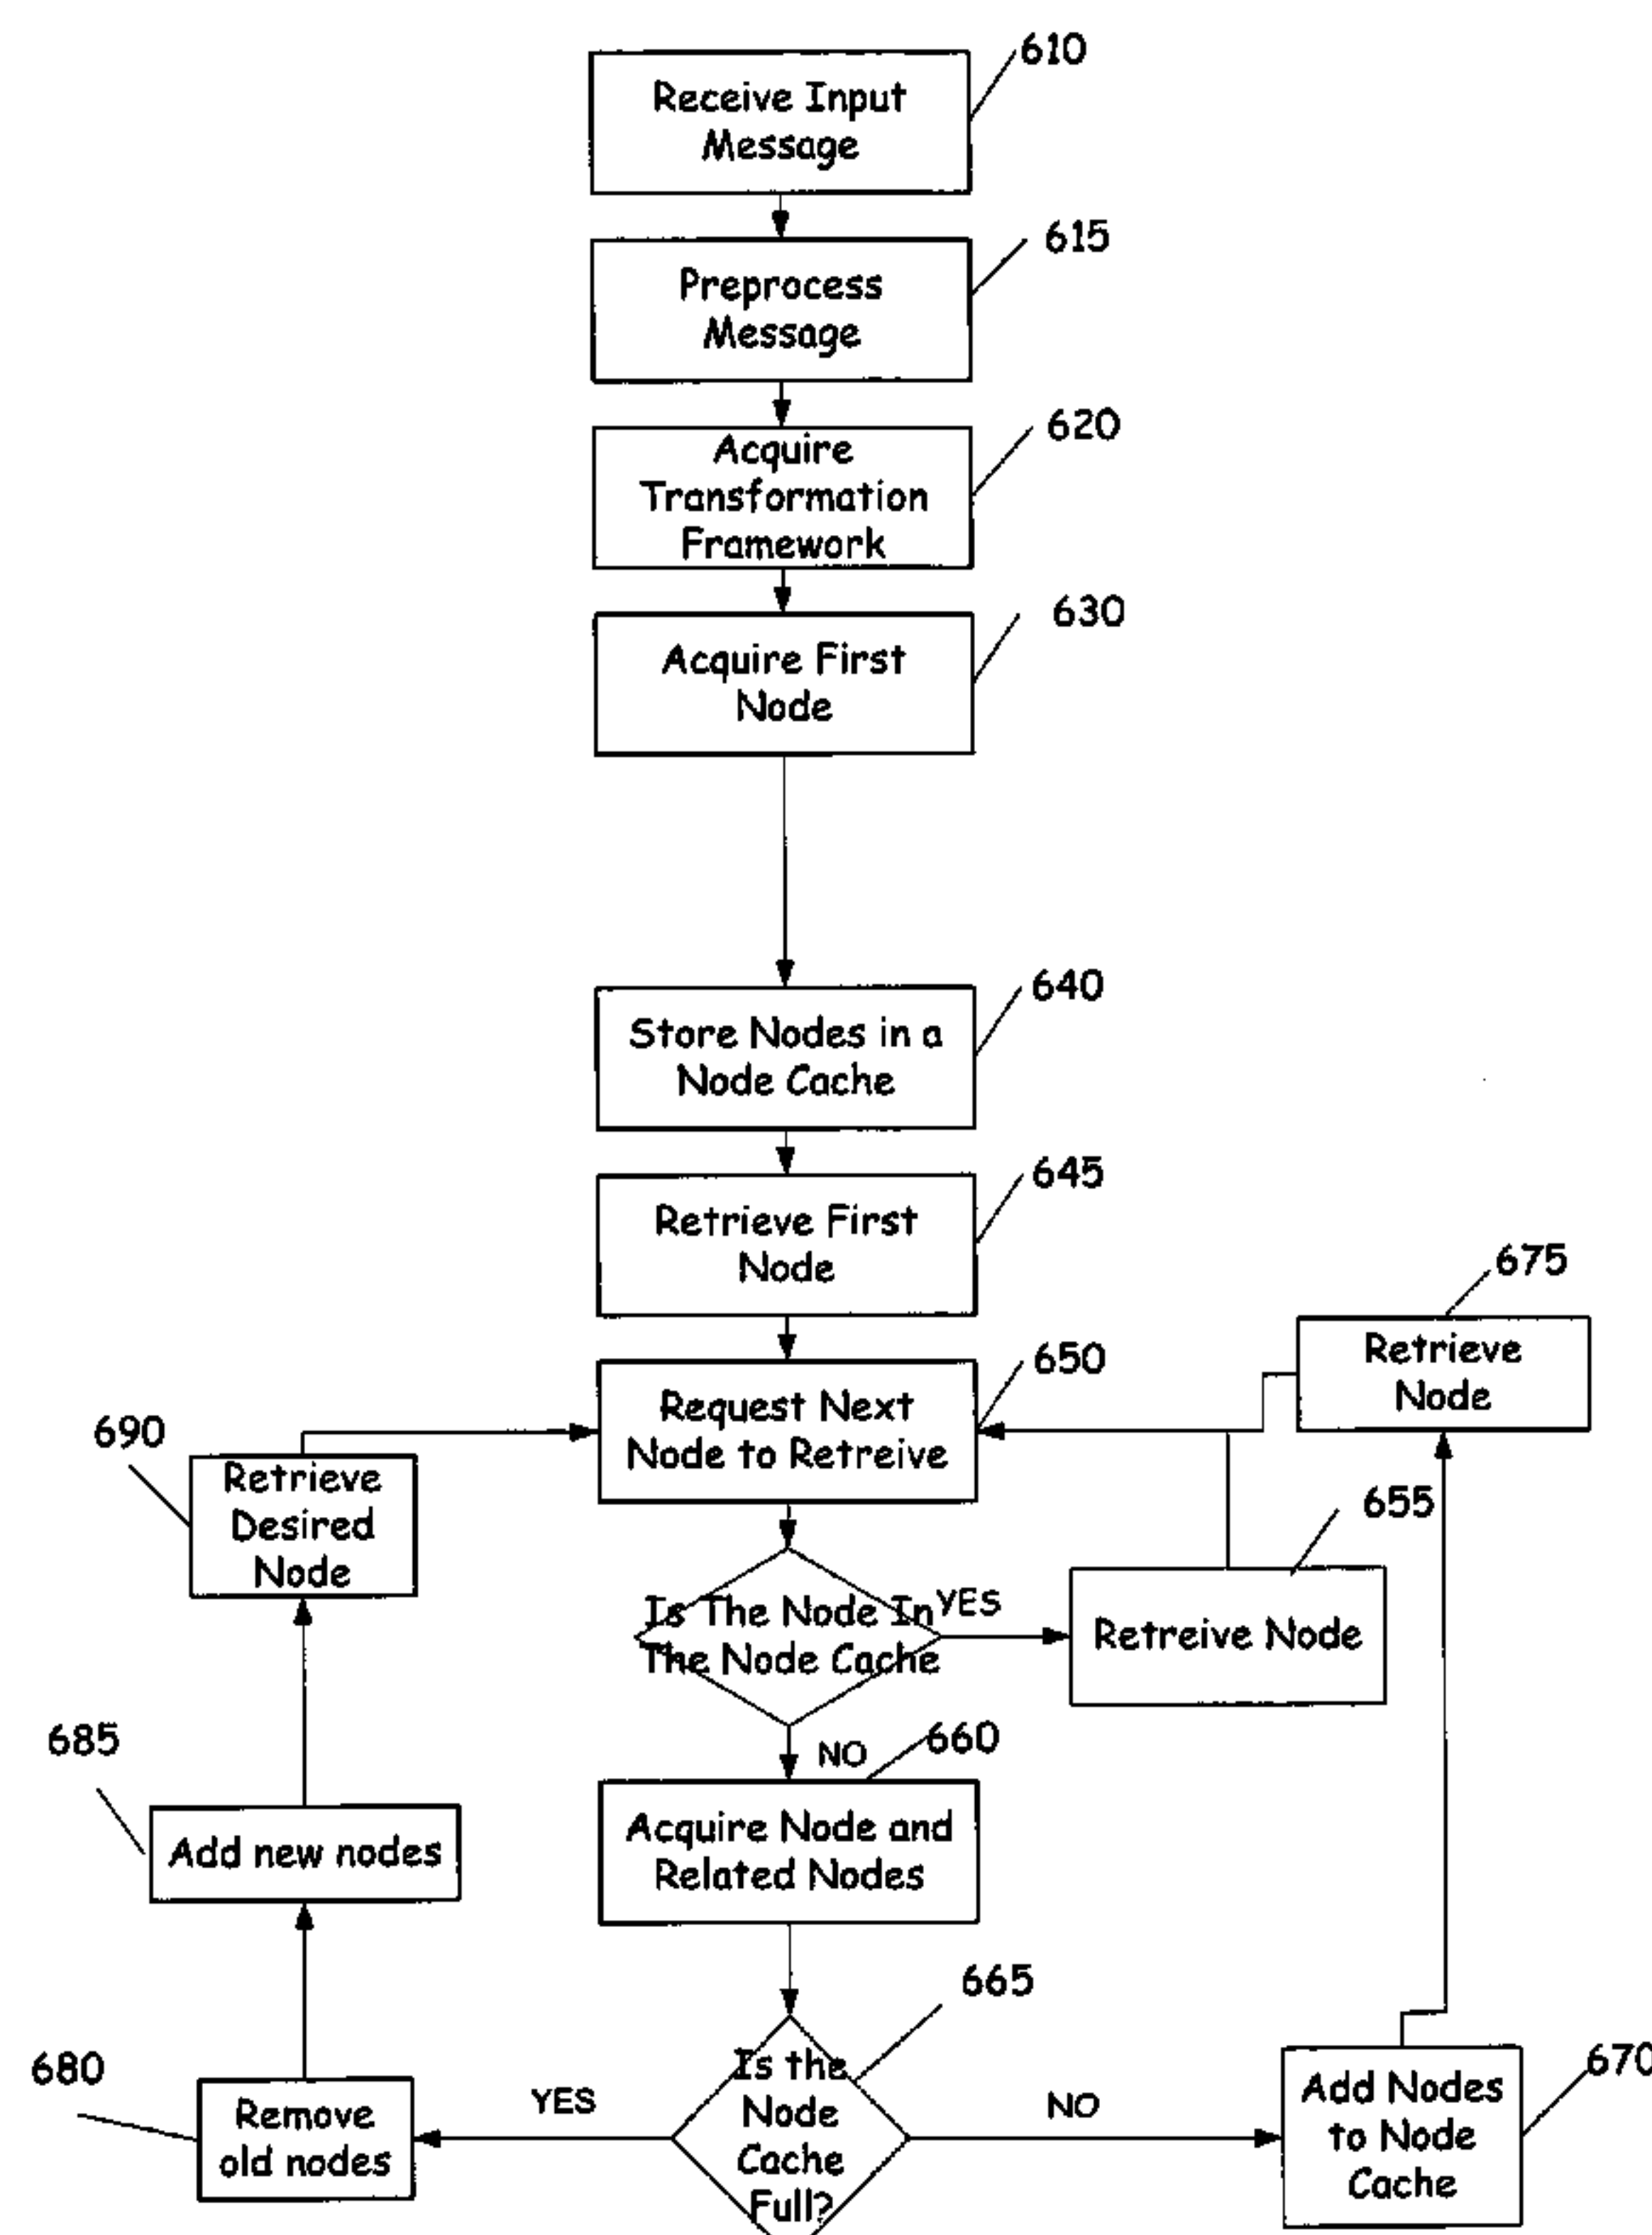 610
Receive Input
Message
615
Preprocess
Message
620
Acquire
Transformation
Framework
630
Acquire First
Node
640
Store Nodes in a
Node Cache
645
Retrieve First
Node
675
Retrieve
Node
650
Request Next
Node to Retreive
690
Retrieve
Desired
Node
655
Retreive Node
Is The Node In
The Node Cache
YES
NO
660
Acquire Node and
Related Nodes
685
Add new nodes
665
Is the
Node
Cache
Full?
YES
NO
680
Remove
old nodes
670
Add Nodes
to Node
Cache